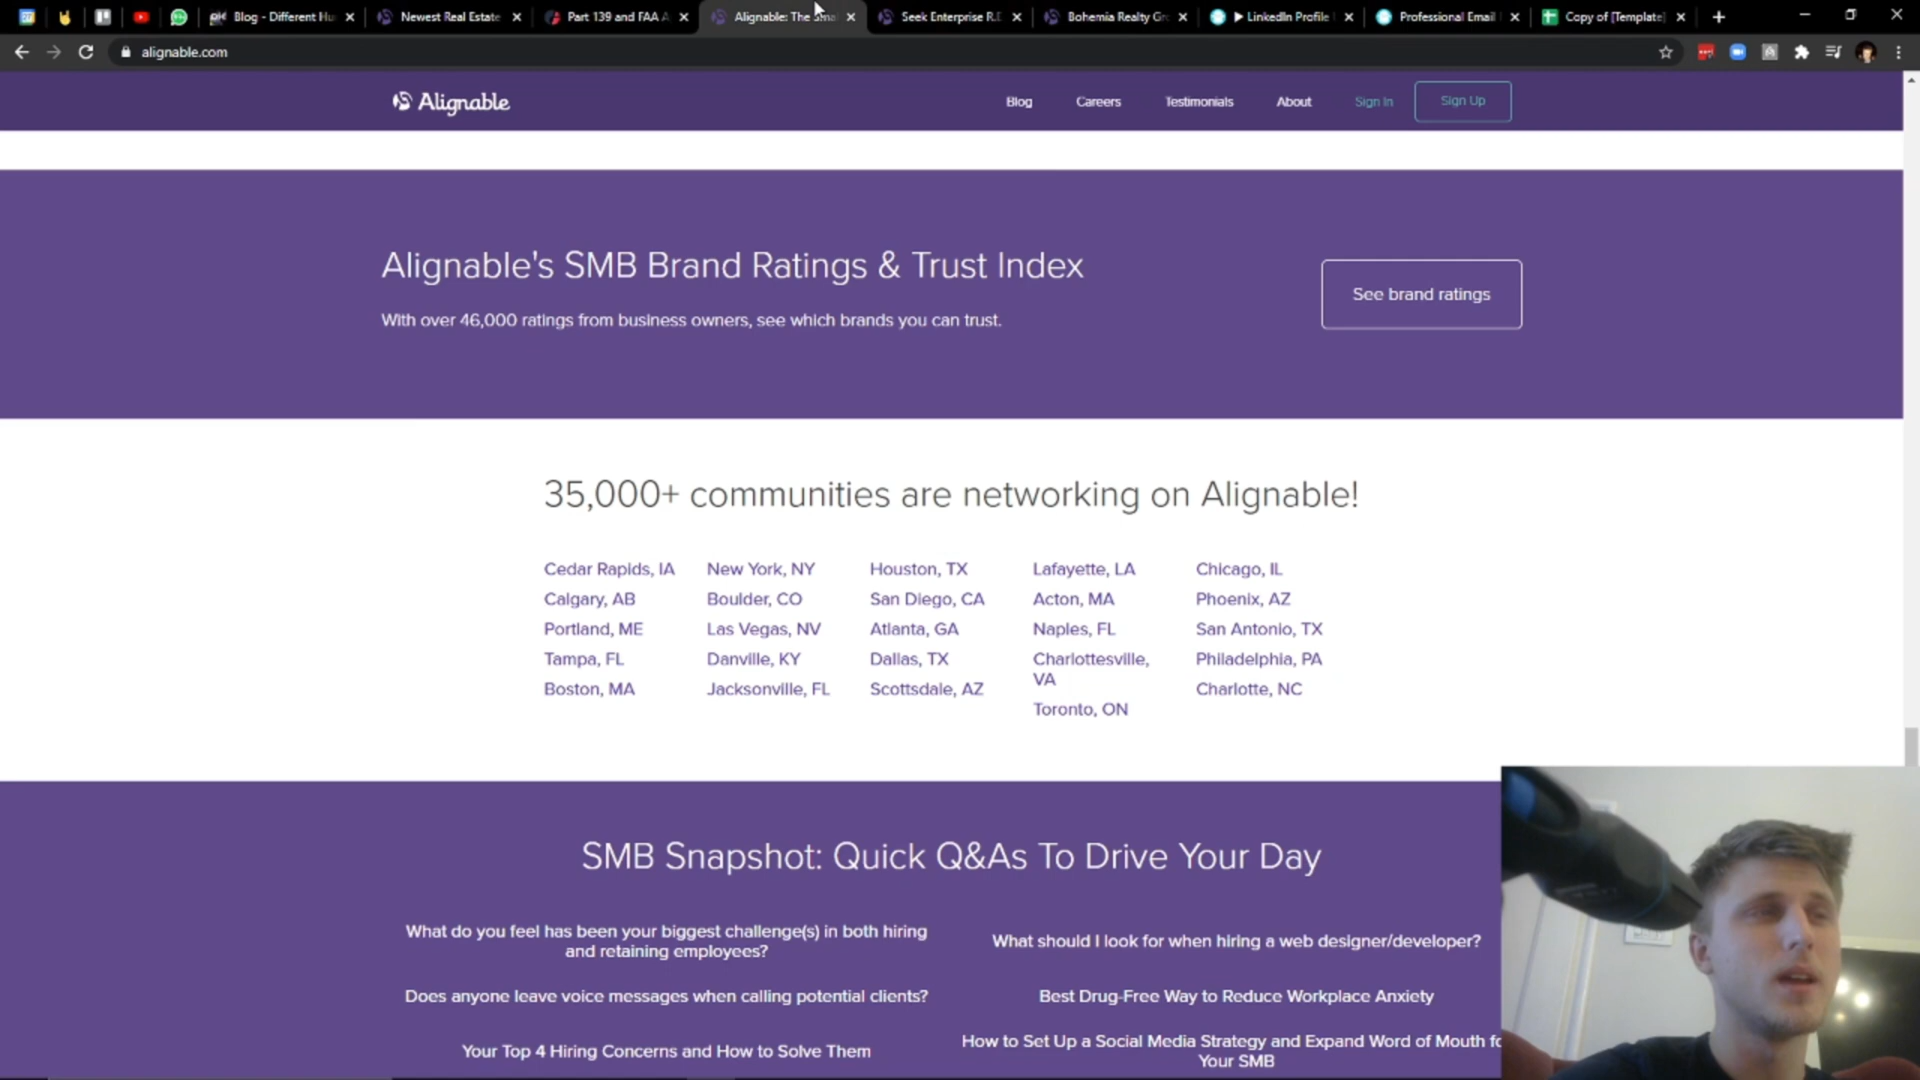 Blog - Different Hu
Newest Real Estate
Part 139 and FAA A
Alignable: The Smal
Seek Enterprise R.E
Bohemia Realty Gr
▶ LinkedIn Profile
Professional Email
Copy of [Template]
alignable.com
Alignable
Blog
Careers
Testimonials
About
Sign In
Sign Up
Alignable's SMB Brand Ratings & Trust Index
With over 46,000 ratings from business owners, see which brands you can trust.
See brand ratings
35,000+ communities are networking on Alignable!
Cedar Rapids, IA
Calgary, AB
Portland, ME
Tampa, FL
Boston, MA
New York, NY
Boulder, CO
Las Vegas, NV
Danville, KY
Jacksonville, FL
Houston, TX
San Diego, CA
Atlanta, GA
Dallas, TX
Scottsdale, AZ
Lafayette, LA
Acton, MA
Naples, FL
Charlottesville,
VA
Toronto, ON
Chicago, IL
Phoenix, AZ
San Antonio, TX
Philadelphia, PA
Charlotte, NC
SMB Snapshot: Quick Q&As To Drive Your Day
What do you feel has been your biggest challenge(s) in both hiring
and retaining employees?
Does anyone leave voice messages when calling potential clients?
Your Top 4 Hiring Concerns and How to Solve Them
What should I look for when hiring a web designer/developer?
Best Drug-Free Way to Reduce Workplace Anxiety
How to Set Up a Social Media Strategy and Expand Word of Mouth fo
Your SMB